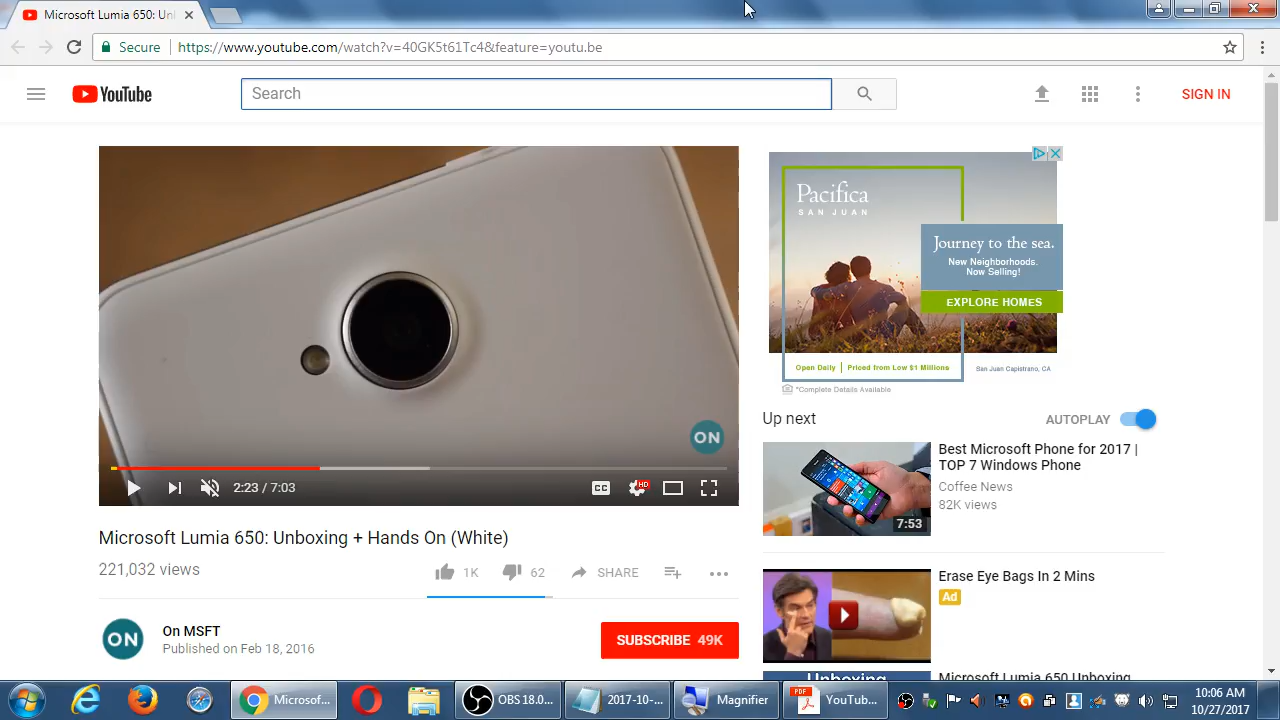 Microsoft Lumia 650: Uni
Secure
https://www.youtube.com/watch?v=40GK5t61Tc4&feature=youtu.be
YouTube
Search
SIGN IN
ON
2:23 / 7:03
CC
HD
Microsoft Lumia 650: Unboxing + Hands On (White)
221,032 views
1K
62
SHARE
ON
On MSFT
Published on Feb 18, 2016
SUBSCRIBE 49K
Pacifica
SAN JUAN
Journey to the sea.
New Neighborhoods.
Now Selling!
EXPLORE HOMES
Open Daily | Priced from Low $1 Millions
San Juan Capistrano, CA
*Complete Details Available
Up next
AUTOPLAY
Best Microsoft Phone for 2017 |
TOP 7 Windows Phone
Coffee News
82K views
7:53
Erase Eye Bags In 2 Mins
Ad
Unboxing
Microsoft Lumia 650 Unboxing
Microsof...
OBS 18.0...
2017-10-...
Magnifier
PDF
YouTub...
10:06 AM
10/27/2017